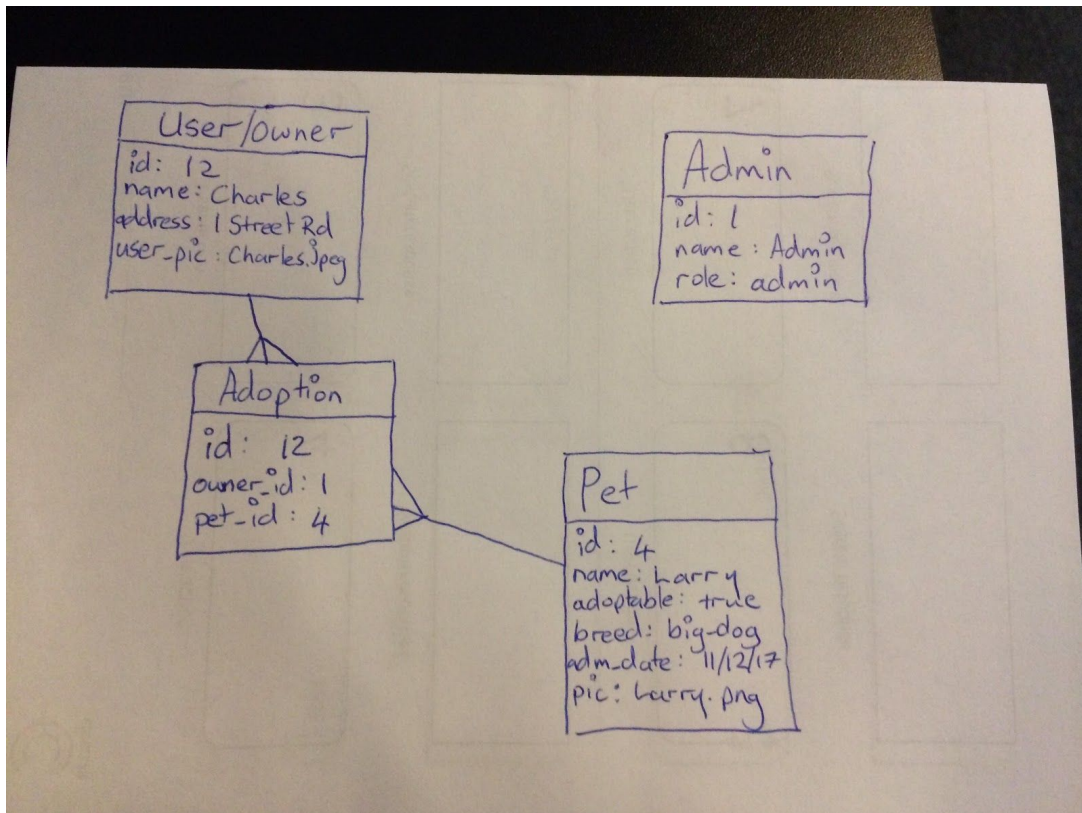 User/owner
id: 12
name: Charles
address: 1 Street Rd
user_pic: Charles.jpeg
Admin
id: 1
name: Admin
role: admin
Adoption
id: 12
owner_id: 1
pet_id: 4
Pet
id: 4
name: Larry
adoptable: true
breed: big-dog
adm_date: 11/12/17
pic: Larry.png